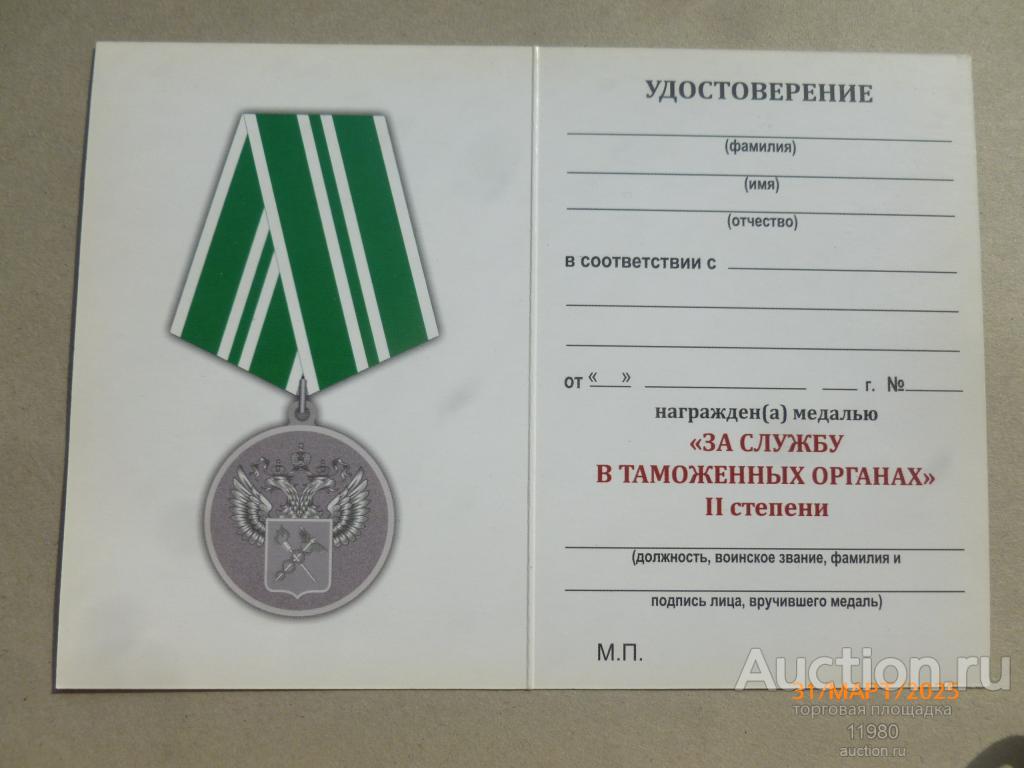 УДОСТОВЕРЕНИЕ
(фамилия)
(имя)
(отчество)
в соответствии с
от « » г. №
награжден(а) медалью
«ЗА СЛУЖБУ
В ТАМОЖЕННЫХ ОРГАНАХ»
II степени
(должность, воинское звание, фамилия и
подпись лица, вручившего медаль)
М.П.
Auction.ru
31/МАРТ/2025
торговая площадка
11980
auction.ru